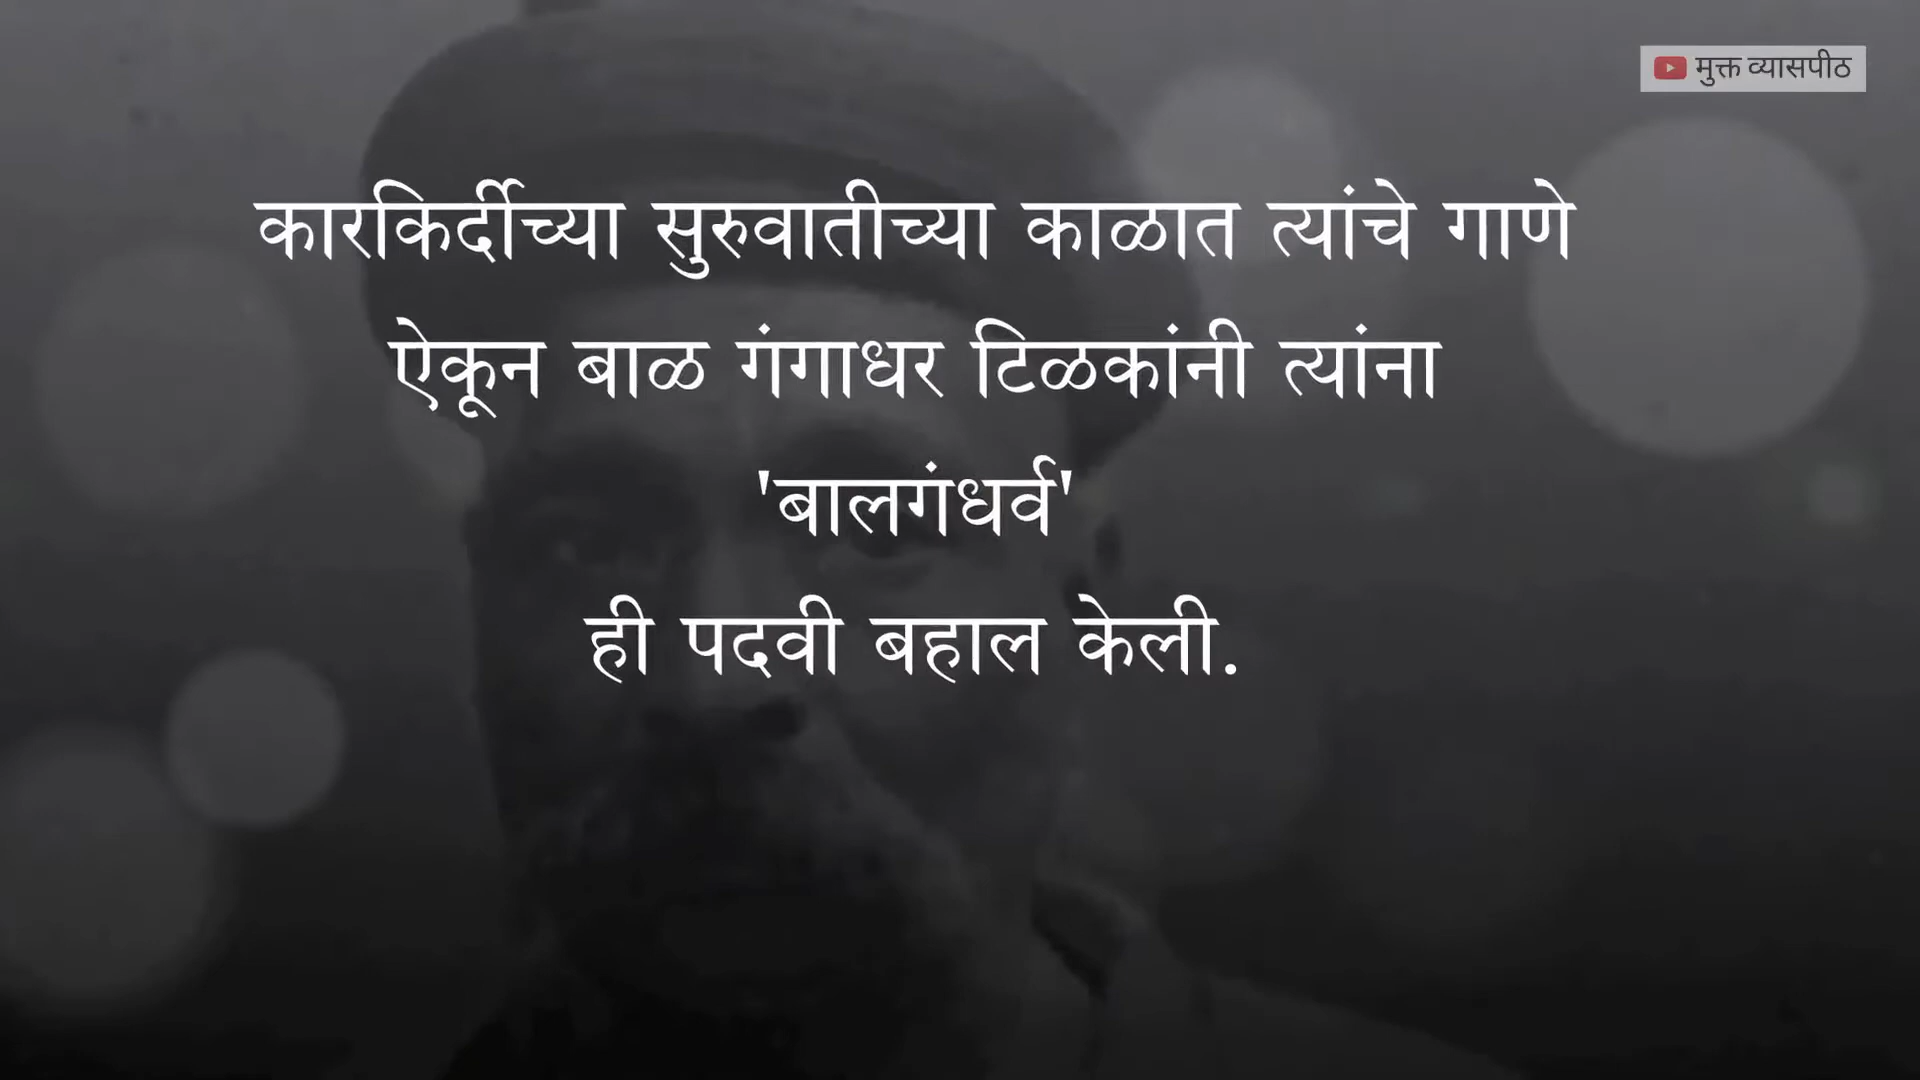 मुक्त व्यासपीठ
कारकिर्दीच्या सुरुवातीच्या काळात त्यांचे गाणे
ऐकून बाळ गंगाधर टिळकांनी त्यांना
'बालगंधर्व'
ही पदवी बहाल केली.